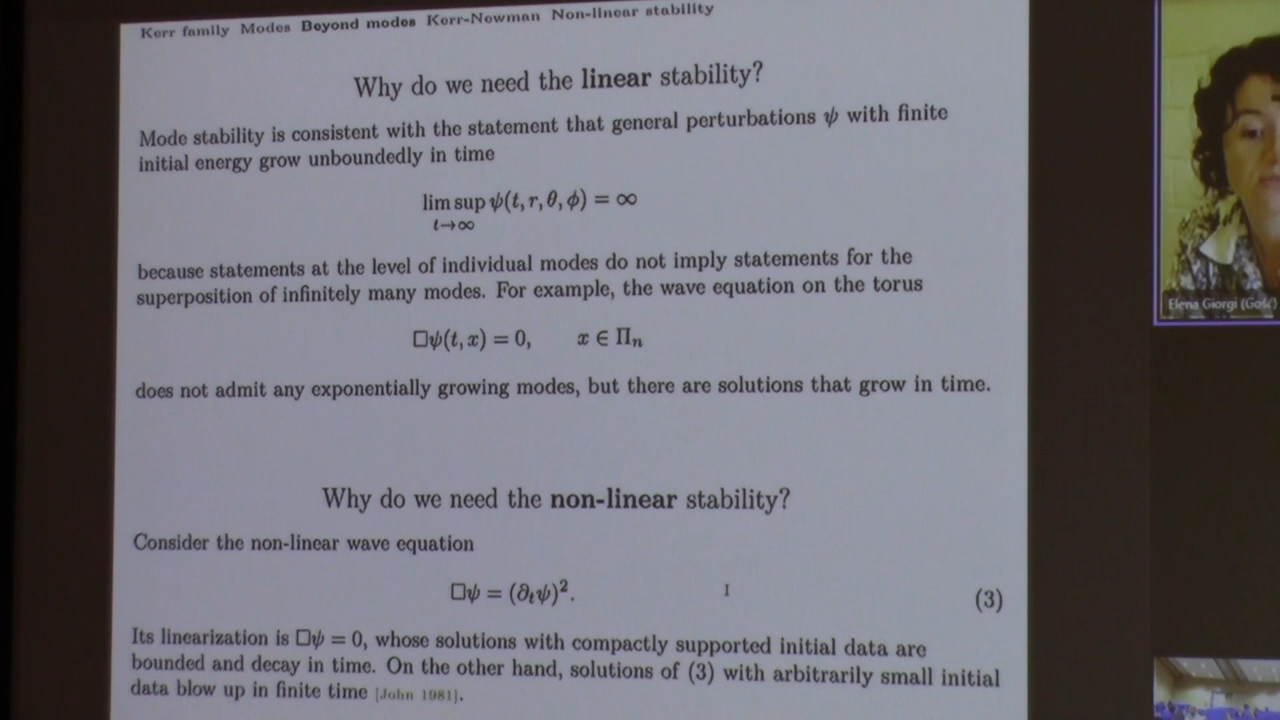 Kerr family Modes Beyond modes Kerr-Newman Non-linear stability
Why do we need the linear stability?
Mode stability is consistent with the statement that general perturbations ψ with finite
initial energy grow unboundedly in time
lim sup ψ(t, r, θ, ϕ) = ∞
t→∞
because statements at the level of individual modes do not imply statements for the
superposition of infinitely many modes. For example, the wave equation on the torus
□ψ(t, x) = 0, x ∈ Π_n
does not admit any exponentially growing modes, but there are solutions that grow in time.
Why do we need the non-linear stability?
Consider the non-linear wave equation
□ψ = (∂_tψ)². (3)
Its linearization is □ψ = 0, whose solutions with compactly supported initial data are
bounded and decay in time. On the other hand, solutions of (3) with arbitrarily small initial
data blow up in finite time [John 1981].
Elena Giorgi (Gość)